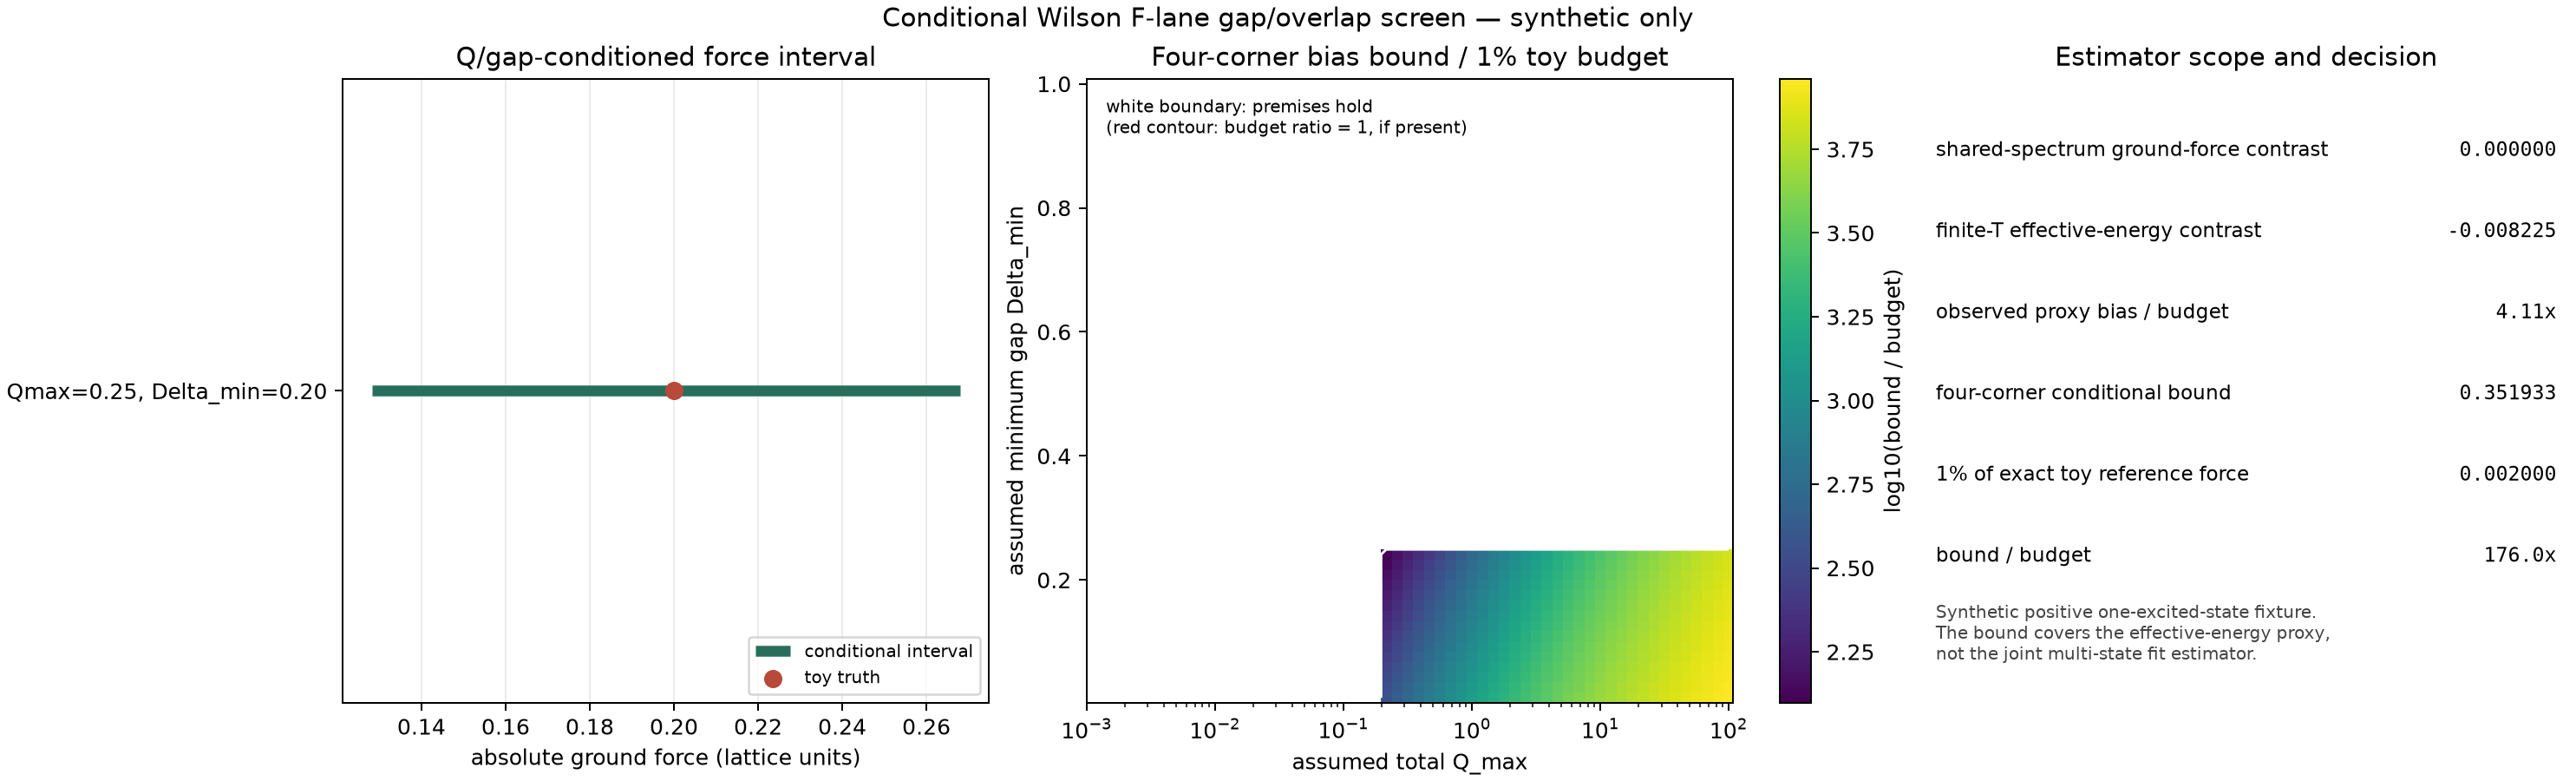 Conditional Wilson F-lane gap/overlap screen — synthetic only
Q/gap-conditioned force interval
Qmax=0.25, Delta_min=0.20
conditional interval
toy truth
0.14 0.16 0.18 0.20 0.22 0.24 0.26
absolute ground force (lattice units)
Four-corner bias bound / 1% toy budget
white boundary: premises hold
(red contour: budget ratio = 1, if present)
assumed minimum gap Delta_min
1.0
0.8
0.6
0.4
0.2
10⁻³ 10⁻² 10⁻¹ 10⁰ 10¹ 10²
assumed total Q_max
3.75
3.50
3.25
3.00
2.75
2.50
2.25
log10(bound / budget)
Estimator scope and decision
shared-spectrum ground-force contrast 0.000000
finite-T effective-energy contrast -0.008225
observed proxy bias / budget 4.11x
four-corner conditional bound 0.351933
1% of exact toy reference force 0.002000
bound / budget 176.0x
Synthetic positive one-excited-state fixture.
The bound covers the effective-energy proxy,
not the joint multi-state fit estimator.